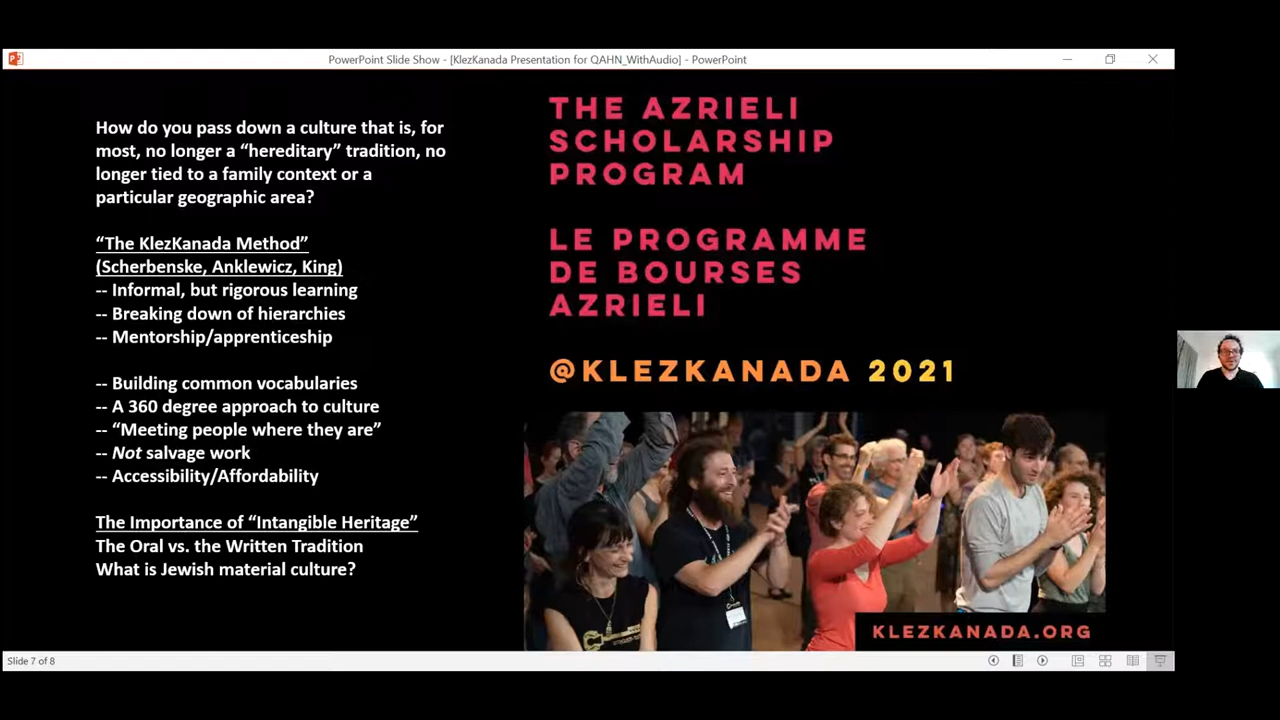 PowerPoint Slide Show - [KlezKanada Presentation for QAHN_WithAudio] - PowerPoint
How do you pass down a culture that is, for
most, no longer a “hereditary” tradition, no
longer tied to a family context or a
particular geographic area?
“The KlezKanada Method”
(Scherbenske, Anklewicz, King)
-- Informal, but rigorous learning
-- Breaking down of hierarchies
-- Mentorship/apprenticeship
-- Building common vocabularies
-- A 360 degree approach to culture
-- “Meeting people where they are”
-- Not salvage work
-- Accessibility/Affordability
The Importance of “Intangible Heritage”
The Oral vs. the Written Tradition
What is Jewish material culture?
THE AZRIELI
SCHOLARSHIP
PROGRAM
LE PROGRAMME
DE BOURSES
AZRIELI
@KLEZKANADA 2021
KLEZKANADA.ORG
Slide 7 of 8